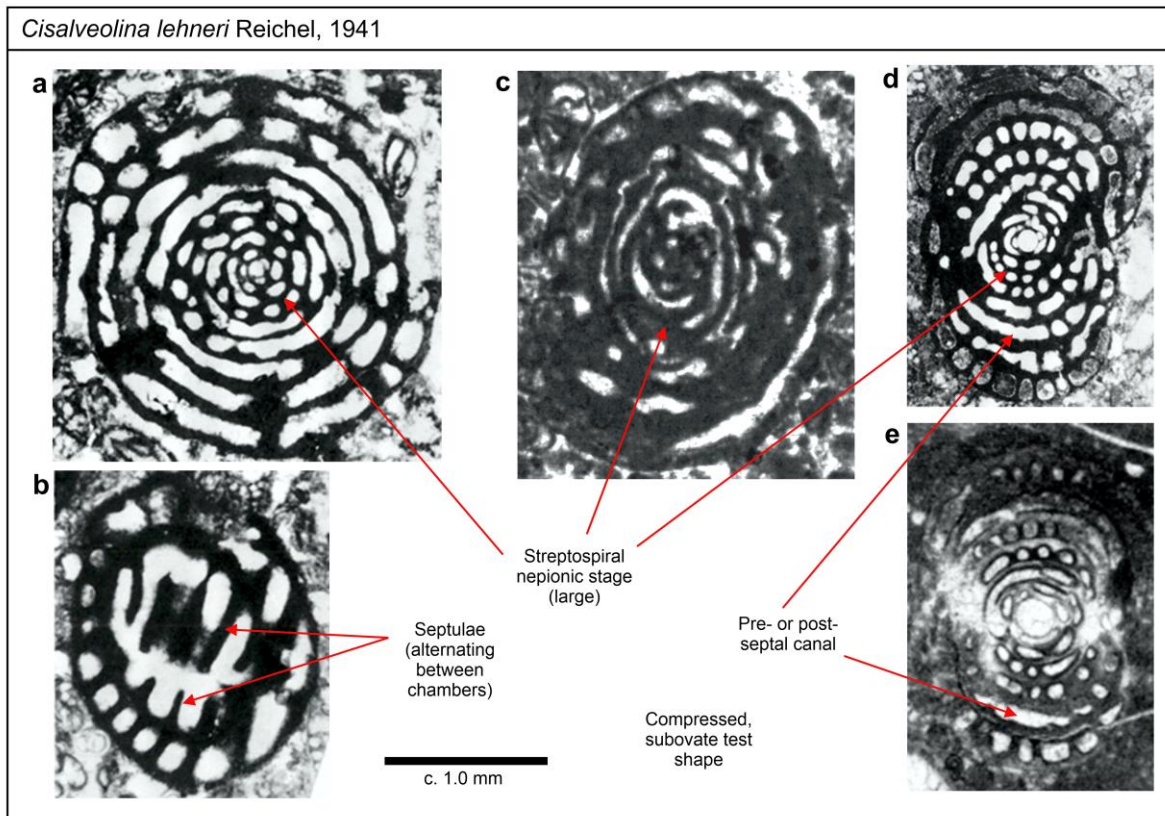 Cisalveolina lehneri Reichel, 1941
a
c
d
b
e
Streptospiral
nepionic stage
(large)
Septulae
(alternating
between
chambers)
Pre- or post-
septal canal
Compressed,
subovate test
shape
c. 1.0 mm